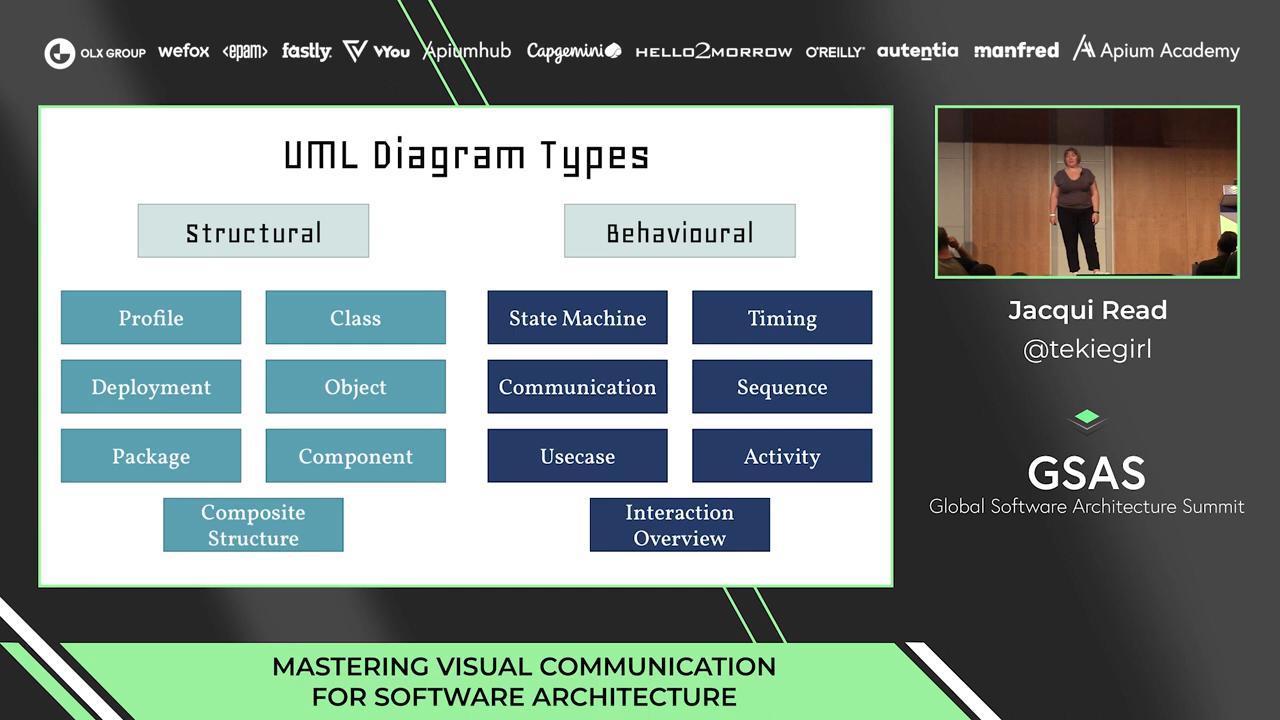 OLX GROUP wefox <epam> fastly. VYou Apiumhub Capgemini HELLO2MORROW O'REILLY® autentia manfred Apium Academy
UML Diagram Types
Structural
Behavioural
Profile
Class
Deployment
Object
Package
Component
Composite
Structure
State Machine
Timing
Communication
Sequence
Usecase
Activity
Interaction
Overview
Jacqui Read
@tekiegirl
GSAS
Global Software Architecture Summit
MASTERING VISUAL COMMUNICATION
FOR SOFTWARE ARCHITECTURE